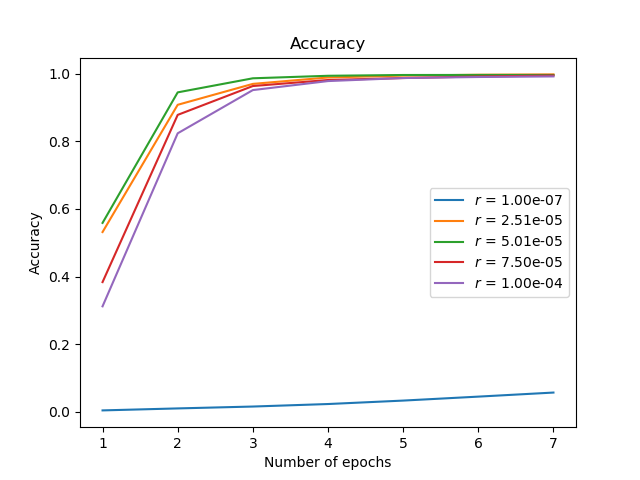 Accuracy
Accuracy
1.0
0.8
0.6
0.4
0.2
0.0
r = 1.00e-07
r = 2.51e-05
r = 5.01e-05
r = 7.50e-05
r = 1.00e-04
1 2 3 4 5 6 7
Number of epochs